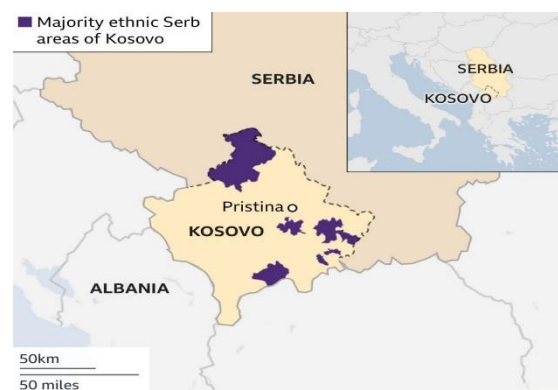 Majority ethnic Serb
areas of Kosovo
SERBIA
KOSOVO
SERBIA
Pristina
KOSOVO
ALBANIA
50km
50 miles